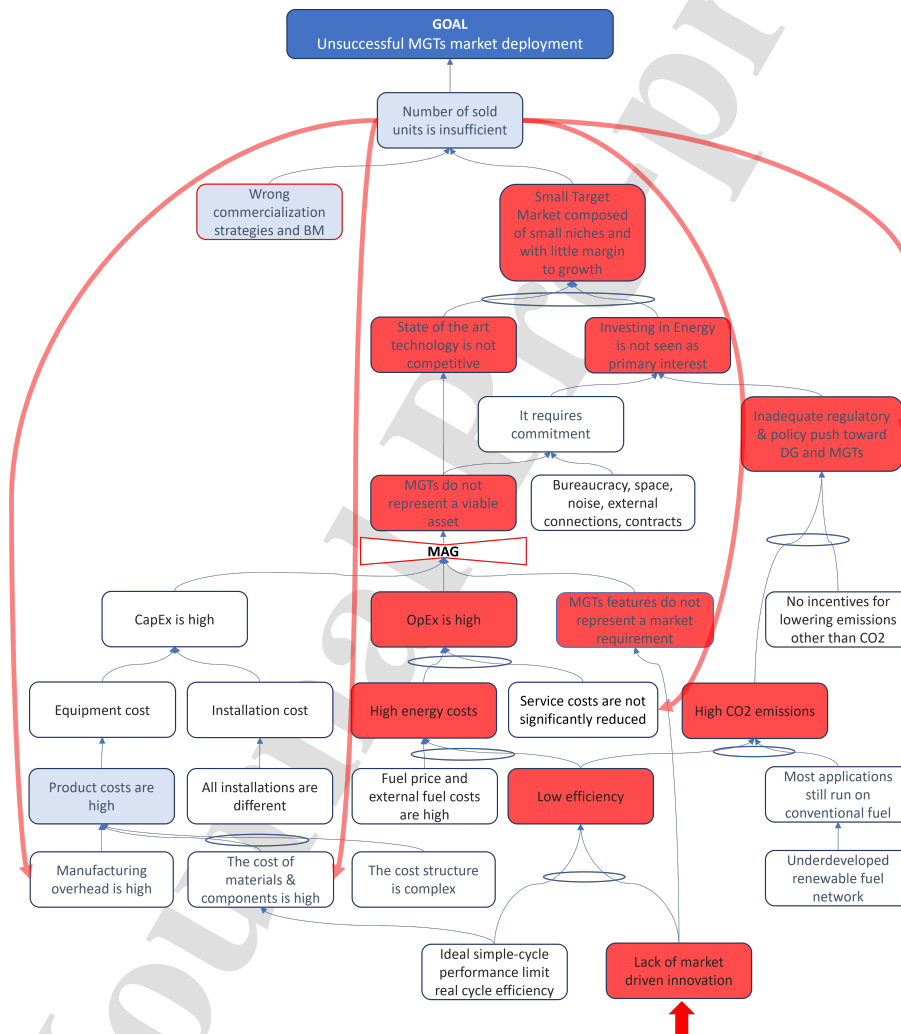 GOAL
Unsuccessful MGTs market deployment
Number of sold
units is insufficient
Wrong
commercialization
strategies and BM
Small Target
Market composed
of small niches and
with little margin
to growth
State of the art
technology is not
competitive
Investing in Energy
is not seen as
primary interest
It requires
commitment
Inadequate regulatory
& policy push toward
DG and MGTs
MGTs do not
represent a viable
asset
Bureaucracy, space,
noise, external
connections, contracts
MAG
CapEx is high
OpEx is high
MGTs features do not
represent a market
requirement
No incentives for
lowering emissions
other than CO2
Equipment cost
Installation cost
High energy costs
Service costs are not
significantly reduced
High CO2 emissions
Product costs are
high
All installations are
different
Fuel price and
external fuel costs
are high
Low efficiency
Most applications
still run on
conventional fuel
Manufacturing
overhead is high
The cost of
materials &
components is high
The cost structure
is complex
Underdeveloped
renewable fuel
network
Ideal simple-cycle
performance limit
real cycle efficiency
Lack of market
driven innovation